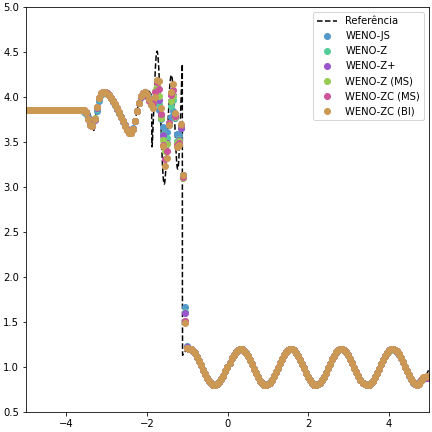 5.0
4.5
4.0
3.5
3.0
2.5
2.0
1.5
1.0
0.5
−4
−2
0
2
4
Referência
WENO-JS
WENO-Z
WENO-Z+
WENO-Z (MS)
WENO-ZC (MS)
WENO-ZC (BI)